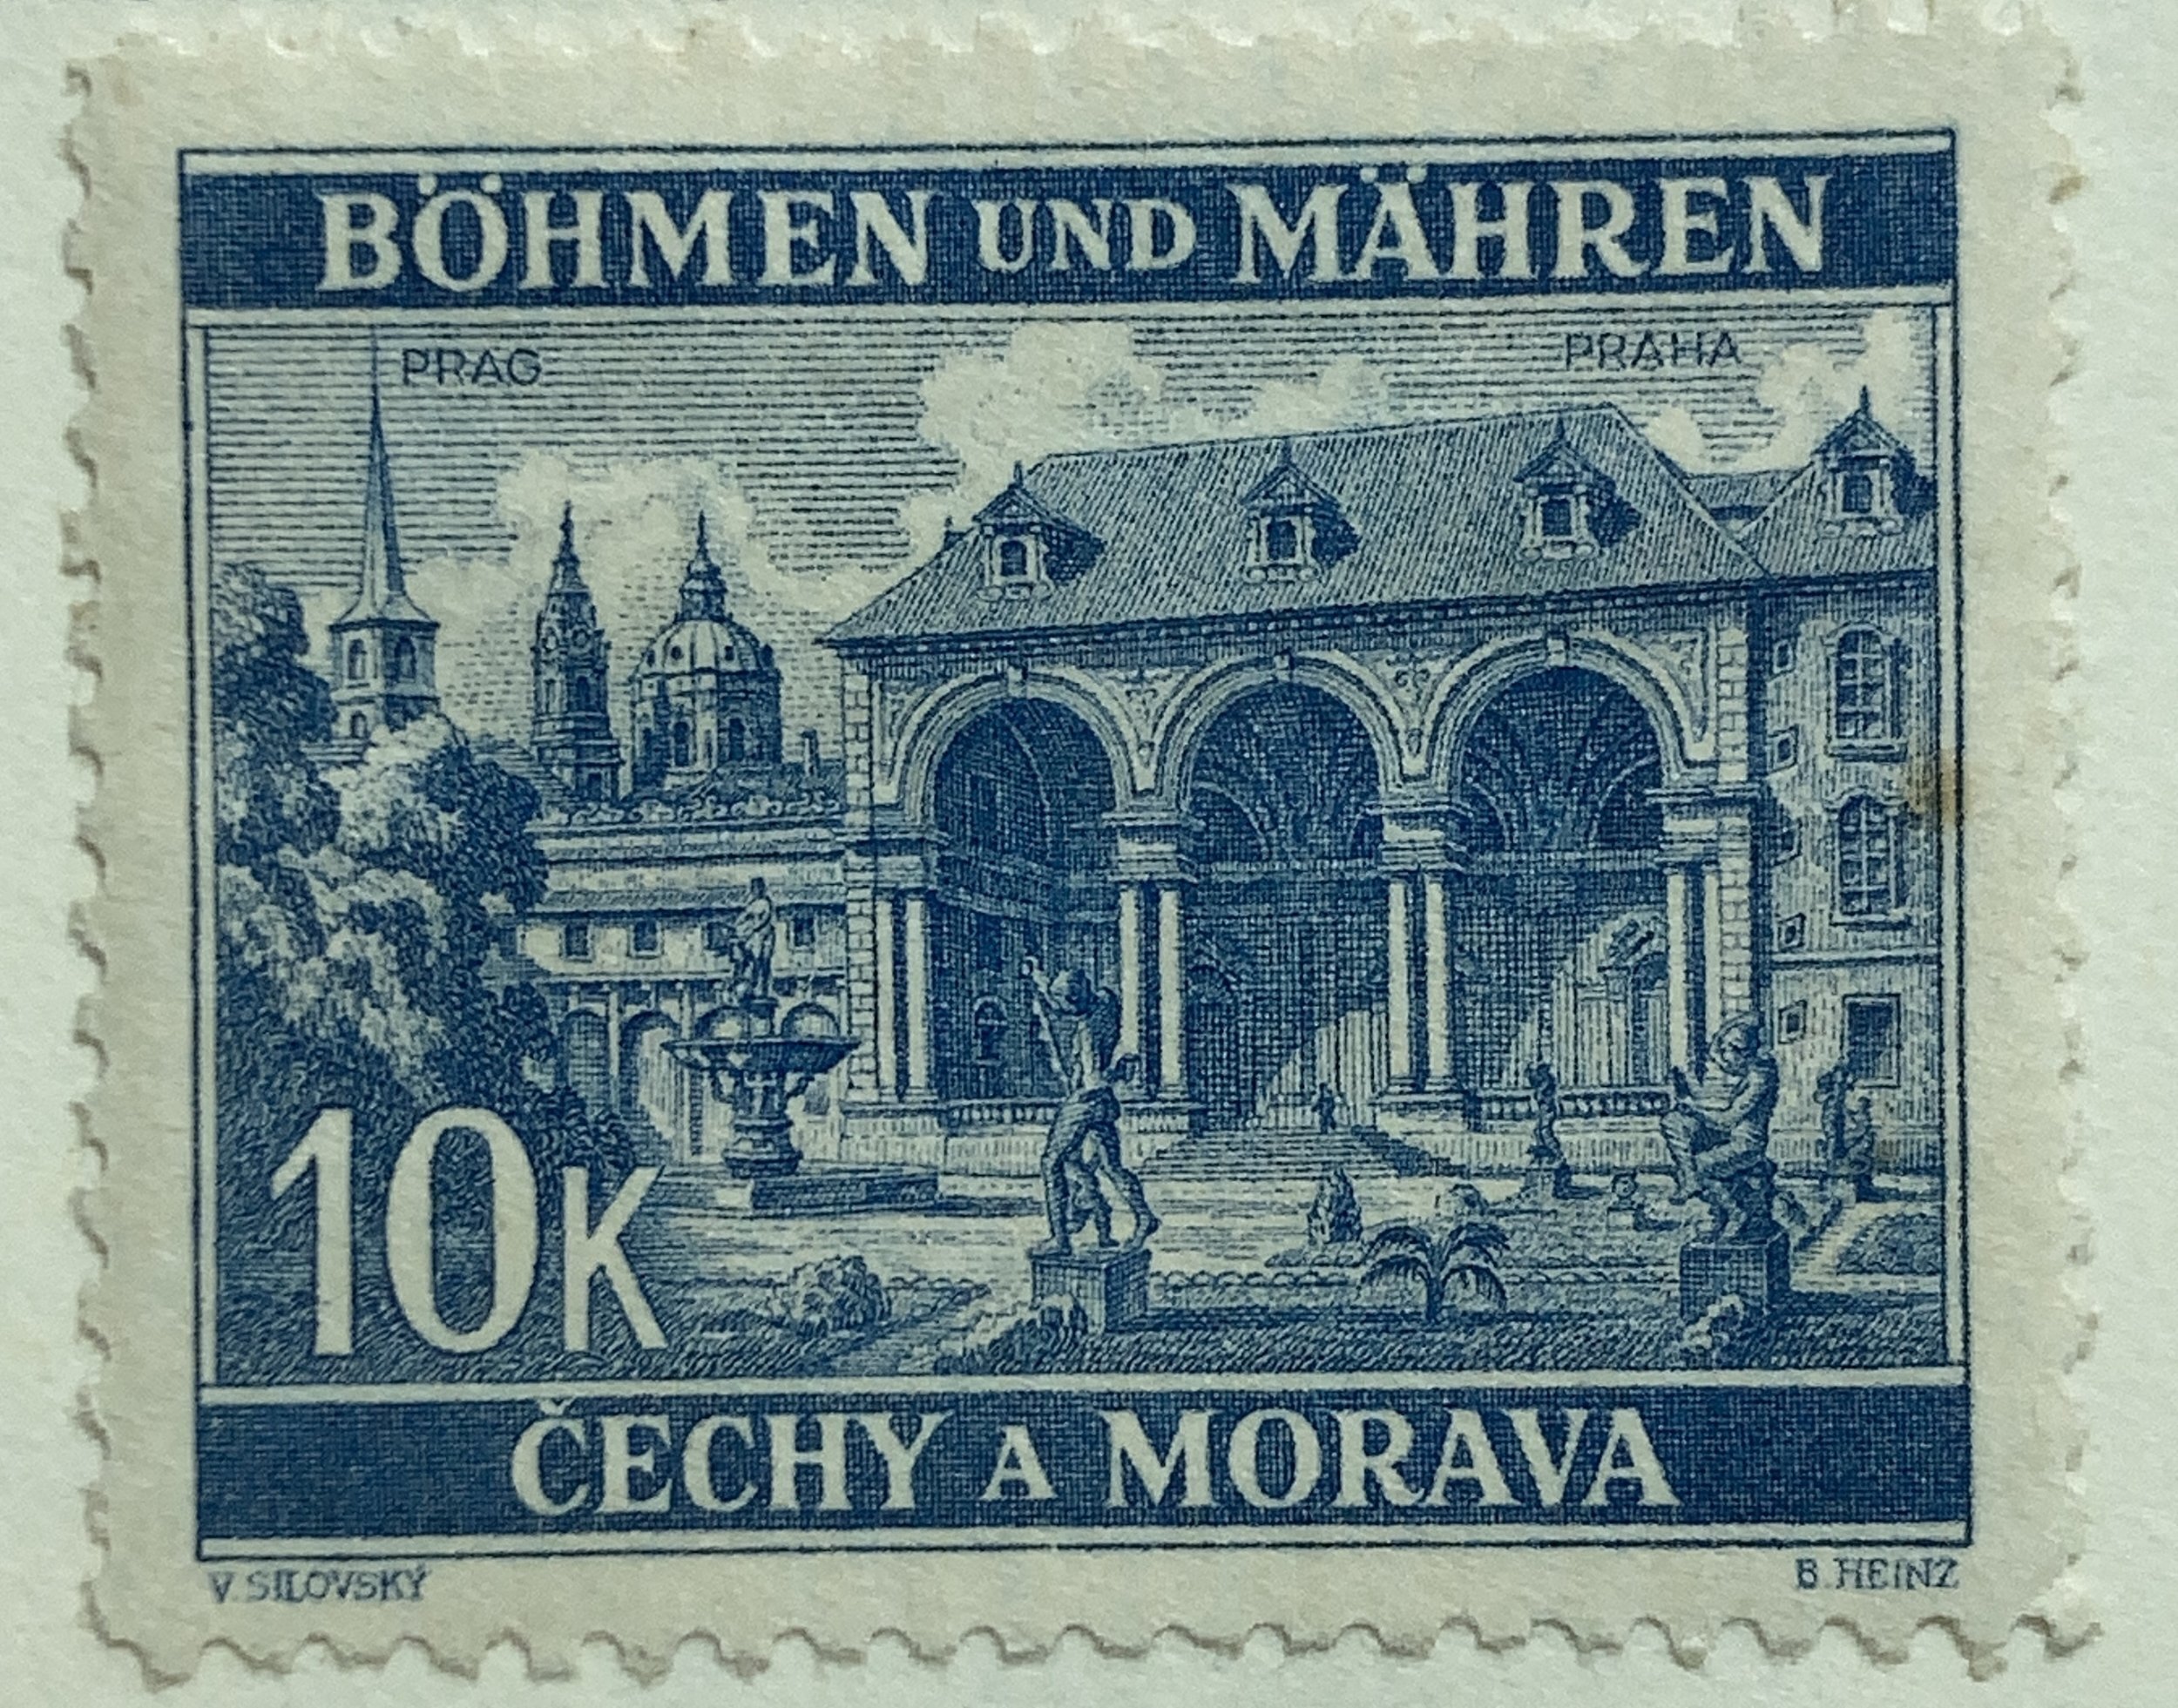 BÖHMEN UND MÄHREN
PRAG PRAHA
10K
ČECHY A MORAVA
V. SILOVSKÝ B. HEINZ